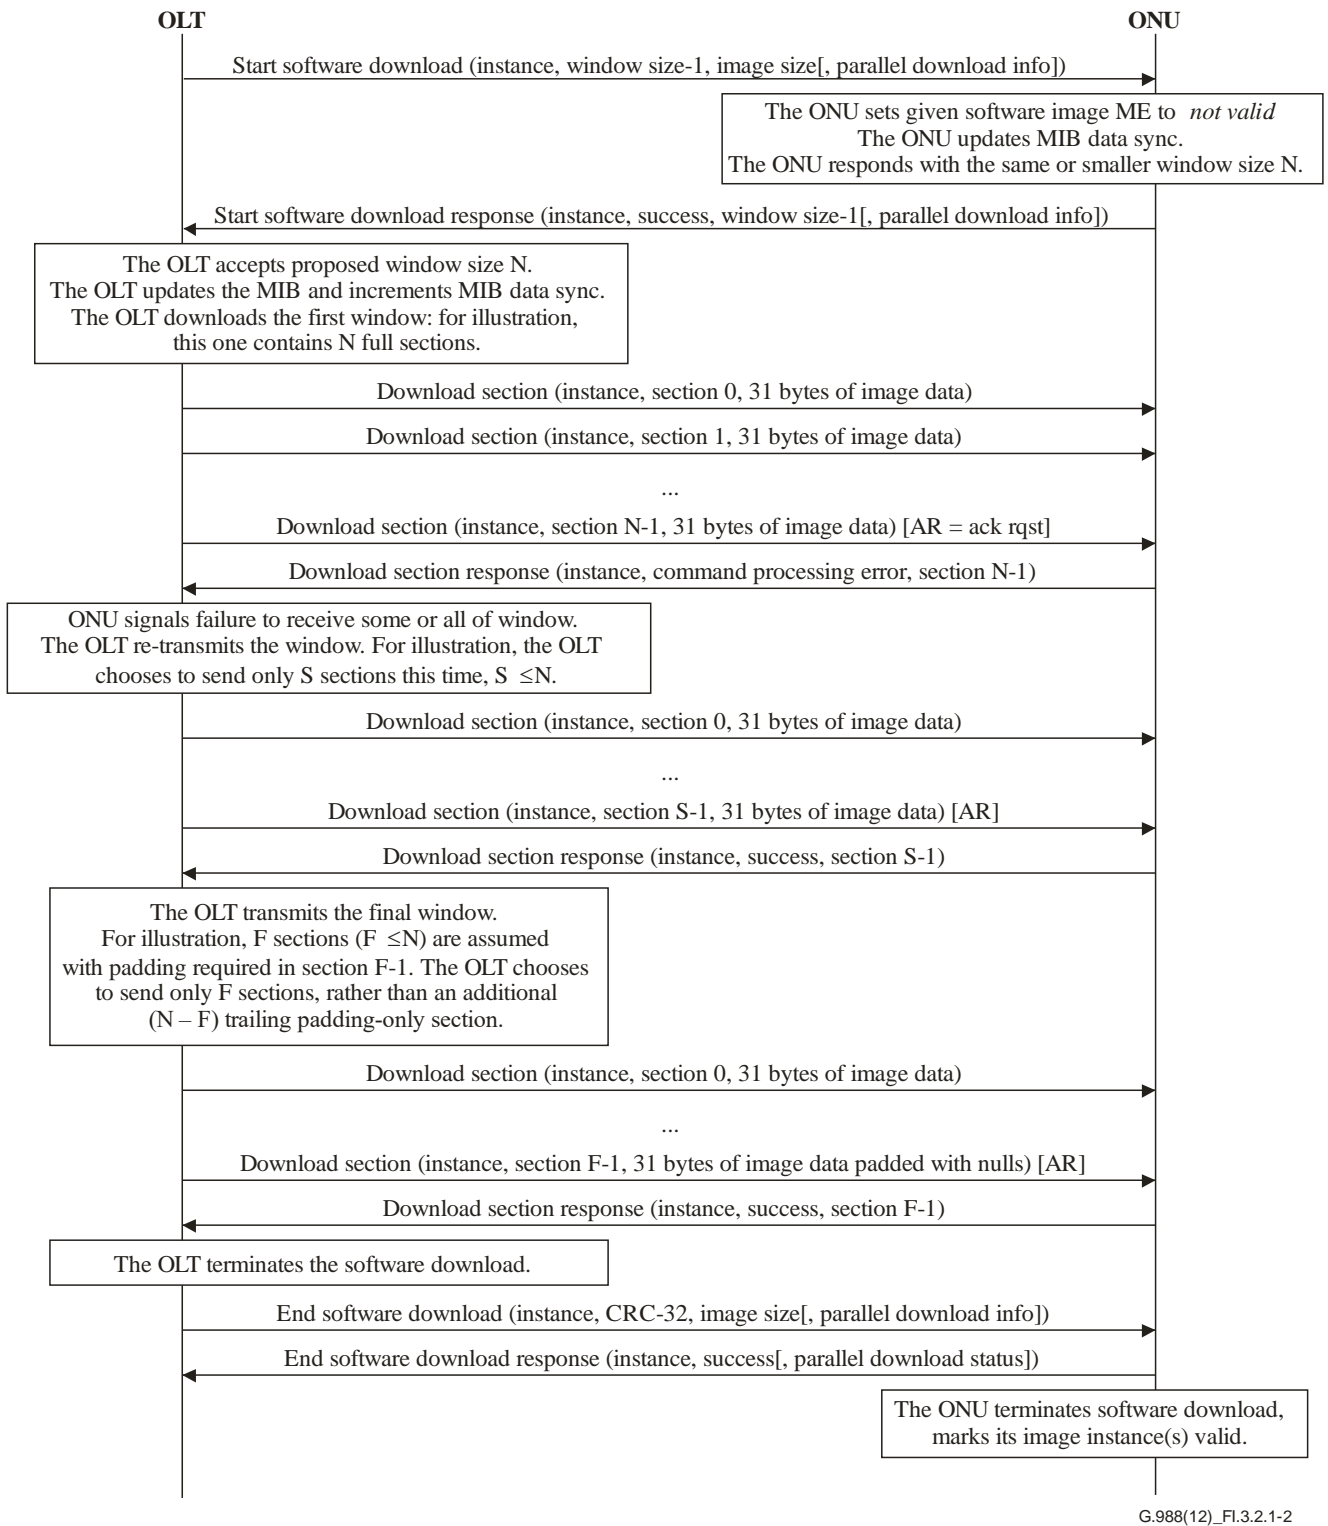 OLT
ONU
Start software download (instance, window size-1, image size[, parallel download info])
The ONU sets given software image ME to not valid
The ONU updates MIB data sync.
The ONU responds with the same or smaller window size N.
Start software download response (instance, success, window size-1[, parallel download info])
The OLT accepts proposed window size N.
The OLT updates the MIB and increments MIB data sync.
The OLT downloads the first window: for illustration,
this one contains N full sections.
Download section (instance, section 0, 31 bytes of image data)
Download section (instance, section 1, 31 bytes of image data)
...
Download section (instance, section N-1, 31 bytes of image data) [AR = ack rqst]
Download section response (instance, command processing error, section N-1)
ONU signals failure to receive some or all of window.
The OLT re-transmits the window. For illustration, the OLT
chooses to send only S sections this time, S ≤N.
Download section (instance, section 0, 31 bytes of image data)
...
Download section (instance, section S-1, 31 bytes of image data) [AR]
Download section response (instance, success, section S-1)
The OLT transmits the final window.
For illustration, F sections (F ≤N) are assumed
with padding required in section F-1. The OLT chooses
to send only F sections, rather than an additional
(N – F) trailing padding-only section.
Download section (instance, section 0, 31 bytes of image data)
...
Download section (instance, section F-1, 31 bytes of image data padded with nulls) [AR]
Download section response (instance, success, section F-1)
The OLT terminates the software download.
End software download (instance, CRC-32, image size[, parallel download info])
End software download response (instance, success[, parallel download status])
The ONU terminates software download,
marks its image instance(s) valid.
G.988(12)_FI.3.2.1-2